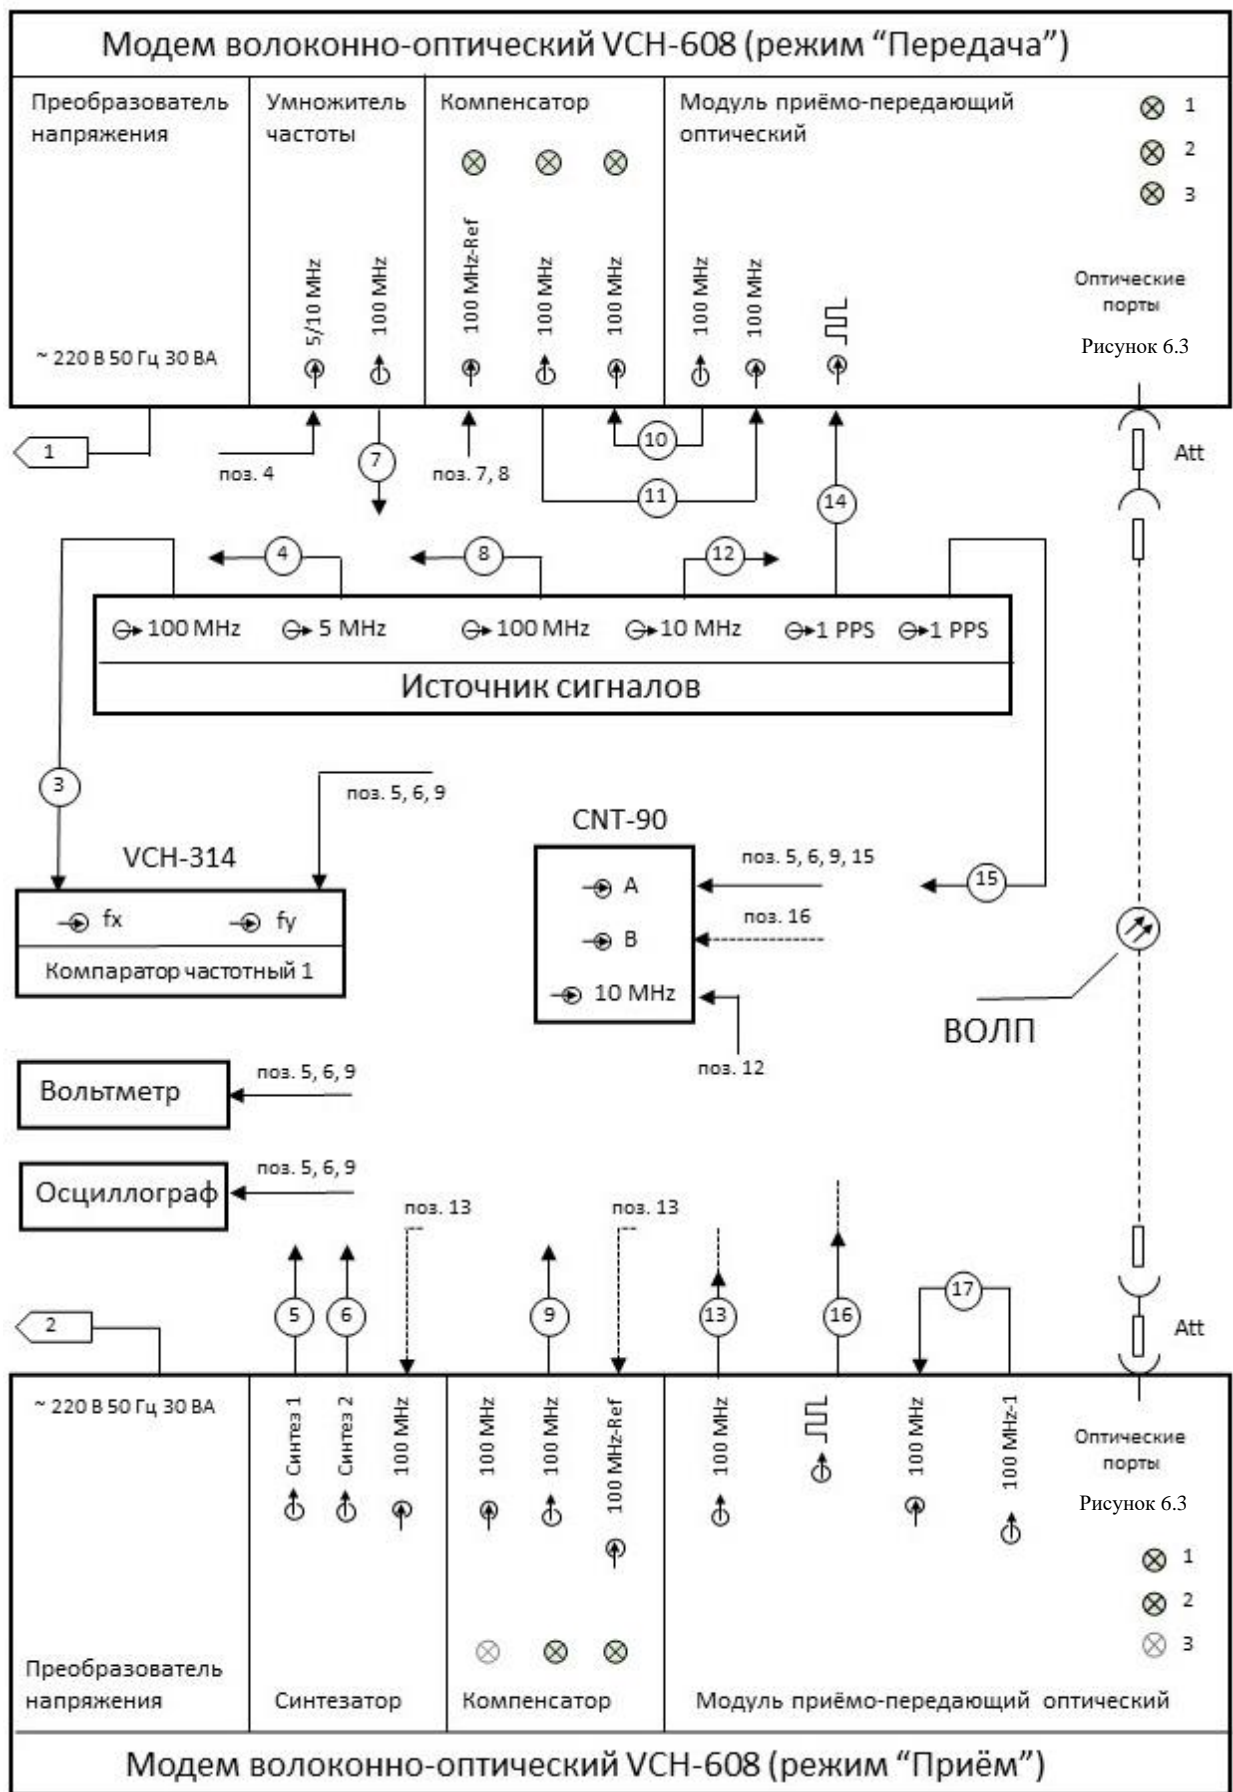 Модем волоконно-оптический VCH-608 (режим “Передача”)
Преобразователь
напряжения
~ 220 В 50 Гц 30 ВА
Умножитель
частоты
5/10 MHz
100 MHz
Компенсатор
100 MHz-Ref
100 MHz
100 MHz
Модуль приёмо-передающий
оптический
100 MHz
100 MHz
1
2
3
Оптические
порты
Рисунок 6.3
1
поз. 4
7
поз. 7, 8
10
11
14
Att
4
8
12
100 MHz
5 MHz
100 MHz
10 MHz
1 PPS
1 PPS
Источник сигналов
3
поз. 5, 6, 9
VCH-314
fx
fy
Компаратор частотный 1
CNT-90
A
B
10 MHz
поз. 5, 6, 9, 15
поз. 16
поз. 12
15
ВОЛП
Вольтметр
поз. 5, 6, 9
Осциллограф
поз. 5, 6, 9
поз. 13
поз. 13
2
5
6
9
13
16
17
Att
~ 220 В 50 Гц 30 ВА
Синтез 1
Синтез 2
100 MHz
100 MHz
100 MHz
100 MHz-Ref
100 MHz
100 MHz
100 MHz-1
Оптические
порты
Рисунок 6.3
1
2
3
Преобразователь
напряжения
Синтезатор
Компенсатор
Модуль приёмо-передающий оптический
Модем волоконно-оптический VCH-608 (режим “Приём”)